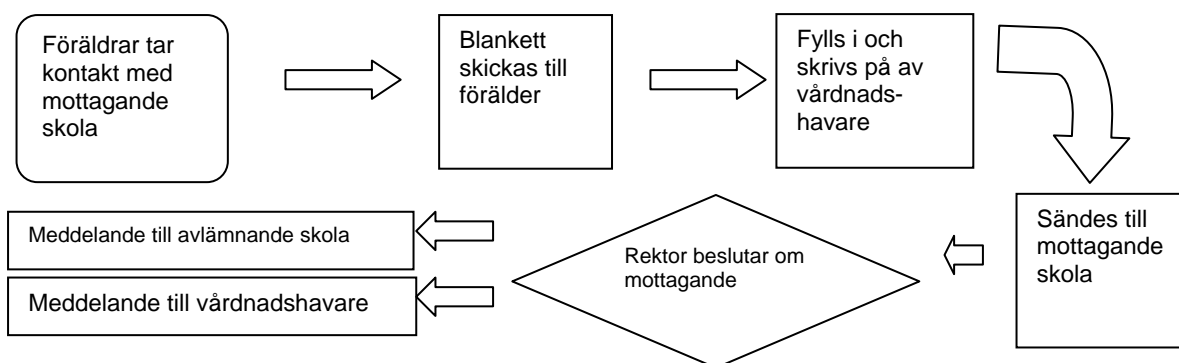 Föräldrar tar
kontakt med
mottagande
skola
Blankett
skickas till
förälder
Fylls i och
skrivs på av
vårdnads-
havare
Sändes till
mottagande
skola
Rektor beslutar om
mottagande
Meddelande till avlämnande skola
Meddelande till vårdnadshavare